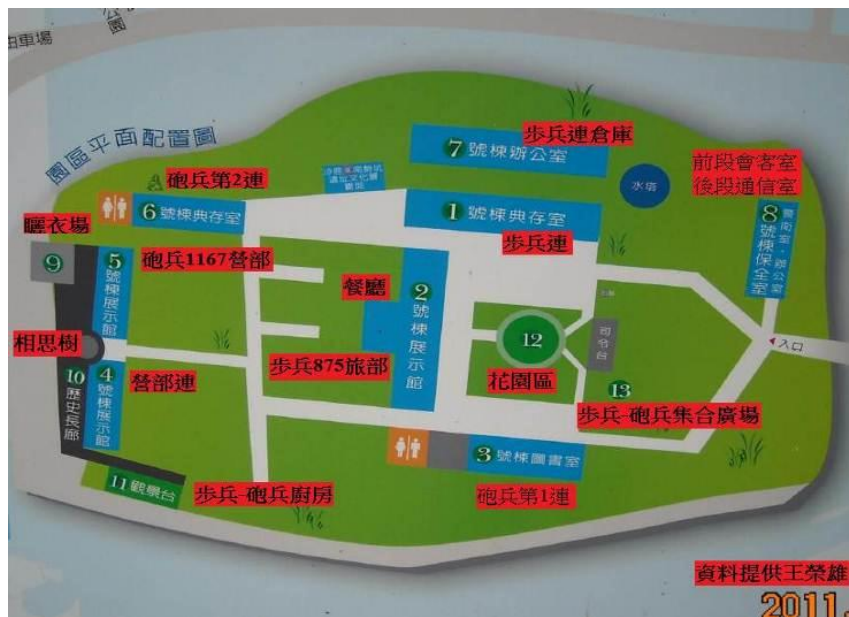 公園
由車場
園區平面配置圖
步兵連倉庫
7 號棟辦公室
前段會客室
後段通信室
水塔
砲兵第2連
6 號棟典存室
1 號棟典存室
步兵連
8 號棟保全室
曬衣場
9
5 號棟展示館
砲兵1167營部
餐廳
2 號棟展示館
相思樹
12
司令台
入口
步兵875旅部
花園區
13
步兵-砲兵集合廣場
營部連
4 號棟展示館
10 歷史長廊
3 號棟圖書室
11 觀景台
步兵-砲兵廚房
砲兵第1連
資料提供王榮雄
2011.